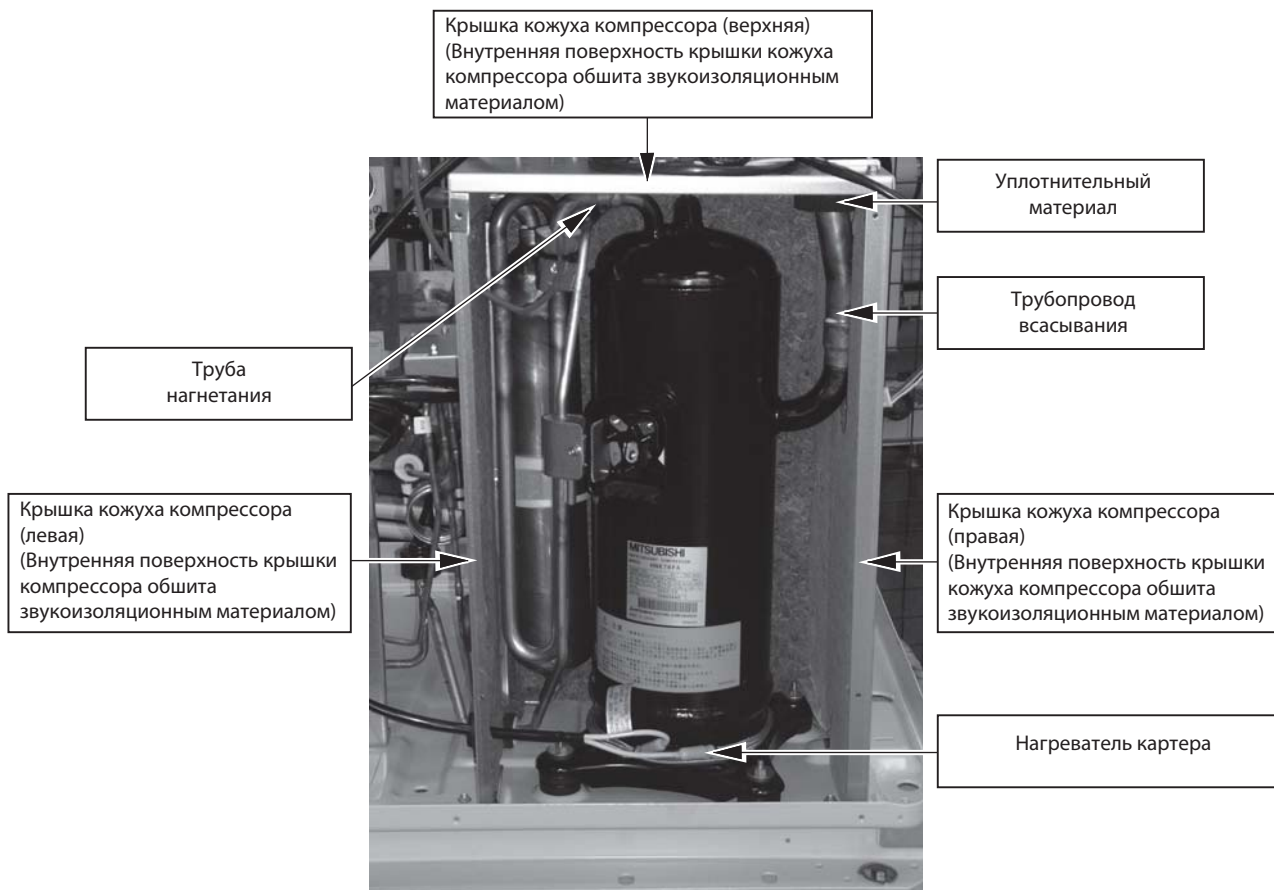 Крышка кожуха компрессора (верхняя)
(Внутренняя поверхность крышки кожуха
компрессора обшита звукоизоляционным
материалом)
Уплотнительный
материал
Трубопровод
всасывания
Труба
нагнетания
Крышка кожуха компрессора
(левая)
(Внутренняя поверхность крышки
компрессора обшита
звукоизоляционным материалом)
Крышка кожуха компрессора
(правая)
(Внутренняя поверхность крышки
кожуха компрессора обшита
звукоизоляционным материалом)
MITSUBISHI
Нагреватель картера